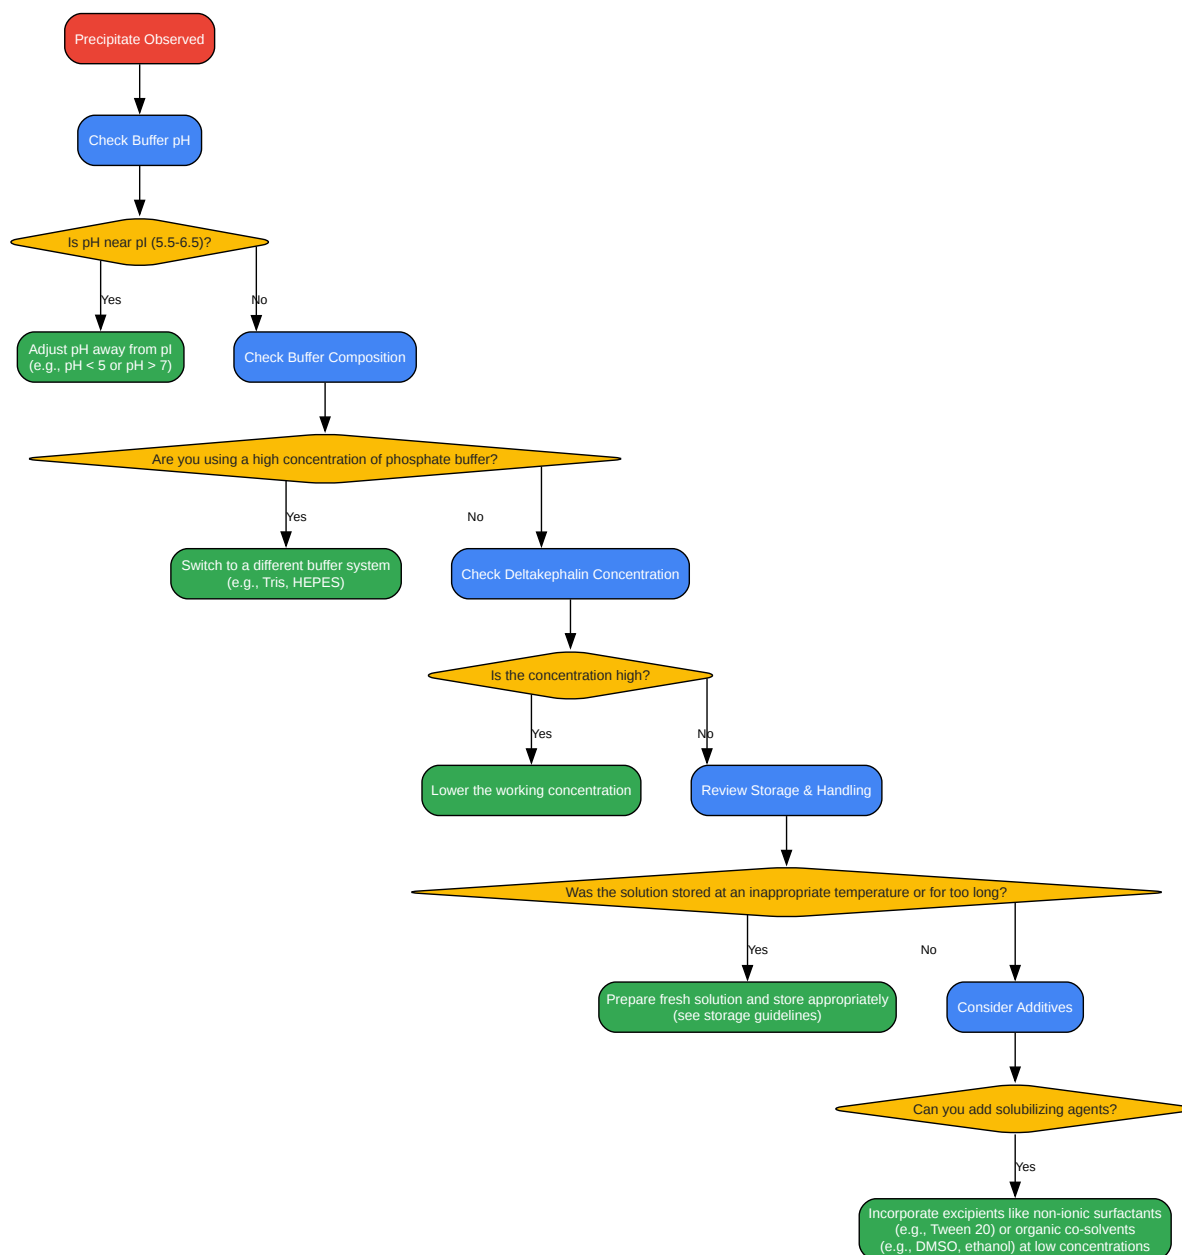 Precipitate Observed
Check Buffer pH
Is pH near pI (5.5-6.5)?
Yes
No
Adjust pH away from pI
(e.g., pH < 5 or pH > 7)
Check Buffer Composition
Are you using a high concentration of phosphate buffer?
Yes
No
Switch to a different buffer system
(e.g., Tris, HEPES)
Check Deltakephalin Concentration
Is the concentration high?
Yes
No
Lower the working concentration
Review Storage & Handling
Was the solution stored at an inappropriate temperature or for too long?
Yes
No
Prepare fresh solution and store appropriately
(see storage guidelines)
Consider Additives
Can you add solubilizing agents?
Yes
Incorporate excipients like non-ionic surfactants
(e.g., Tween 20) or organic co-solvents
(e.g., DMSO, ethanol) at low concentrations